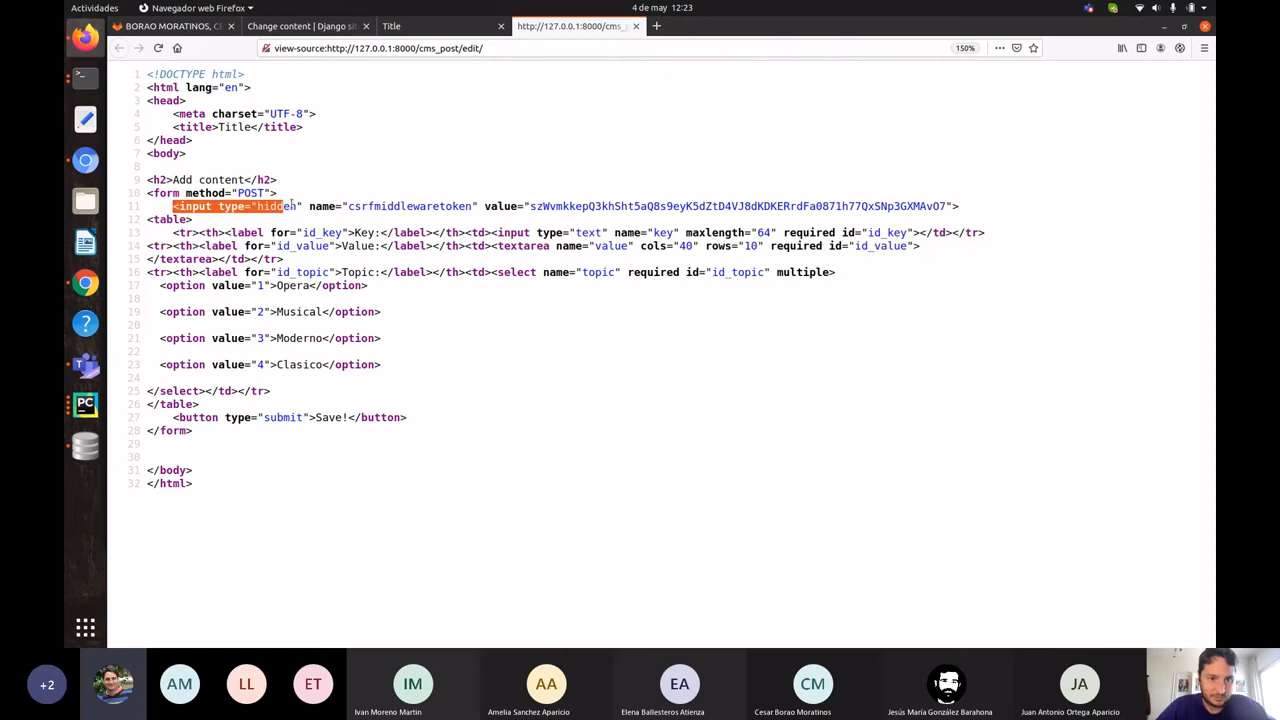 Actividades
Navegador web Firefox
4 de may 12:23
BORAO MORATINOS, CE
Change content | Django sit
Title
http://127.0.0.1:8000/cms_p
view-source:http://127.0.0.1:8000/cms_post/edit/
150%
1 <!DOCTYPE html>
2 <html lang="en">
3 <head>
4 <meta charset="UTF-8">
5 <title>Title</title>
6 </head>
7 <body>
8
9 <h2>Add content</h2>
10 <form method="POST">
11 <input type="hidden" name="csrfmiddlewaretoken" value="szWvmkkepQ3khSht5aQ8s9eyK5dZtD4VJ8dKDKERrdFa0871h77QxSNp3GXMAvO7">
12 <table>
13 <tr><th><label for="id_key">Key:</label></th><td><input type="text" name="key" maxlength="64" required id="id_key"></td></tr>
14 <tr><th><label for="id_value">Value:</label></th><td><textarea name="value" cols="40" rows="10" required id="id_value">
15 </textarea></td></tr>
16 <tr><th><label for="id_topic">Topic:</label></th><td><select name="topic" required id="id_topic" multiple>
17 <option value="1">Opera</option>
18
19 <option value="2">Musical</option>
20
21 <option value="3">Moderno</option>
22
23 <option value="4">Clasico</option>
24
25 </select></td></tr>
26 </table>
27 <button type="submit">Save!</button>
28 </form>
29
30
31 </body>
32 </html>
+2
AM
LL
ET
IM
AA
EA
CM
JA
Ivan Moreno Martin
Amelia Sanchez Aparicio
Elena Ballesteros Atienza
Cesar Borao Moratinos
Jesús María González Barahona
Juan Antonio Ortega Aparicio
PC